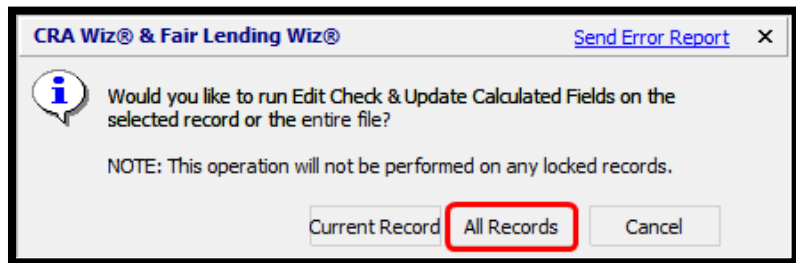 CRA Wiz® & Fair Lending Wiz® Send Error Report X
Would you like to run Edit Check & Update Calculated Fields on the
selected record or the entire file?
NOTE: This operation will not be performed on any locked records.
Current Record All Records Cancel